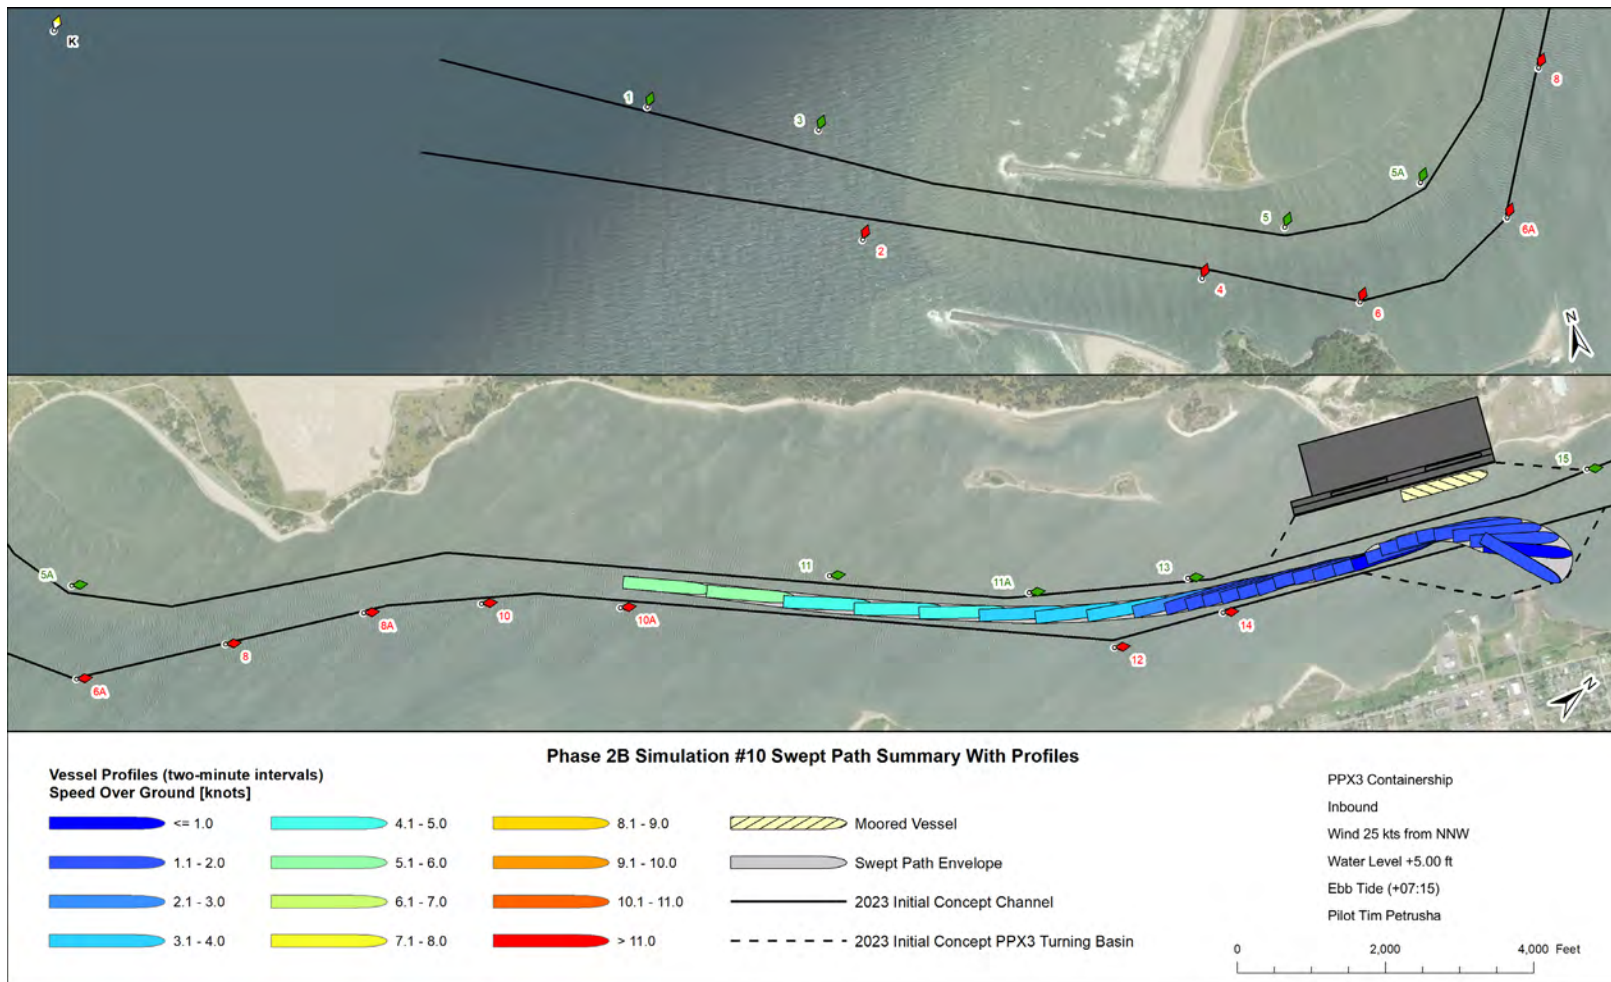 K
1
3
5A
5
8
6A
2
4
6
N
15
5A
11
11A
13
8A
10
10A
14
8
12
6A
N
Phase 2B Simulation #10 Swept Path Summary With Profiles
Vessel Profiles (two-minute intervals)
Speed Over Ground [knots]
<= 1.0
4.1 - 5.0
8.1 - 9.0
Moored Vessel
1.1 - 2.0
5.1 - 6.0
9.1 - 10.0
Swept Path Envelope
2.1 - 3.0
6.1 - 7.0
10.1 - 11.0
2023 Initial Concept Channel
3.1 - 4.0
7.1 - 8.0
> 11.0
2023 Initial Concept PPX3 Turning Basin
PPX3 Containership
Inbound
Wind 25 kts from NNW
Water Level +5.00 ft
Ebb Tide (+07:15)
Pilot Tim Petrusha
0 2,000 4,000 Feet